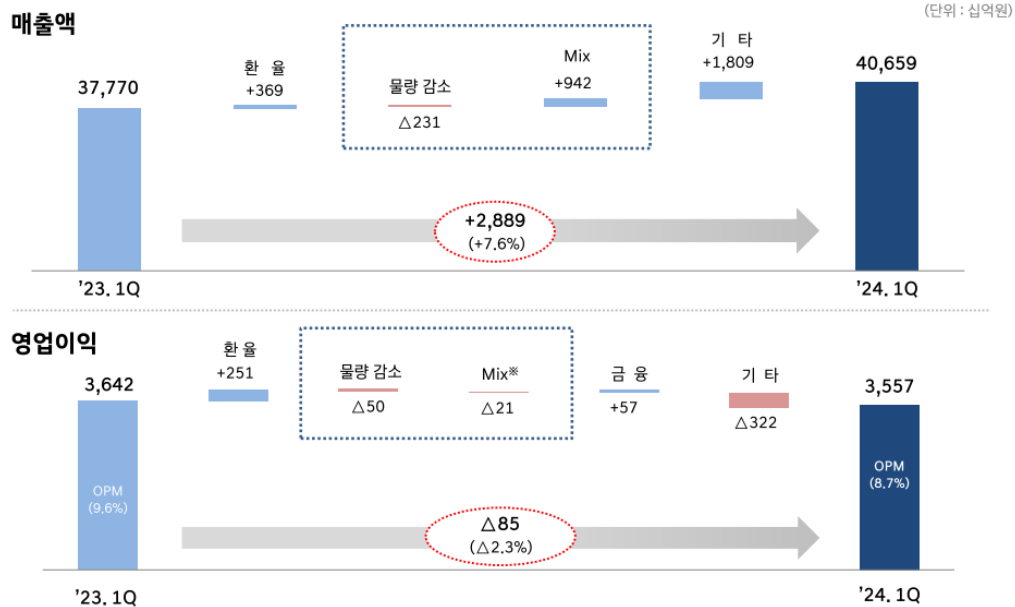 (단위 : 십억원)
매출액
37,770
환 율
+369
물량 감소
△231
Mix
+942
기 타
+1,809
40,659
+2,889
(+7.6%)
'23. 1Q
'24. 1Q
영업이익
3,642
OPM
(9.6%)
환 율
+251
물량 감소
△50
Mix※
△21
금 융
+57
기 타
△322
3,557
OPM
(8.7%)
△85
(△2.3%)
'23. 1Q
'24. 1Q